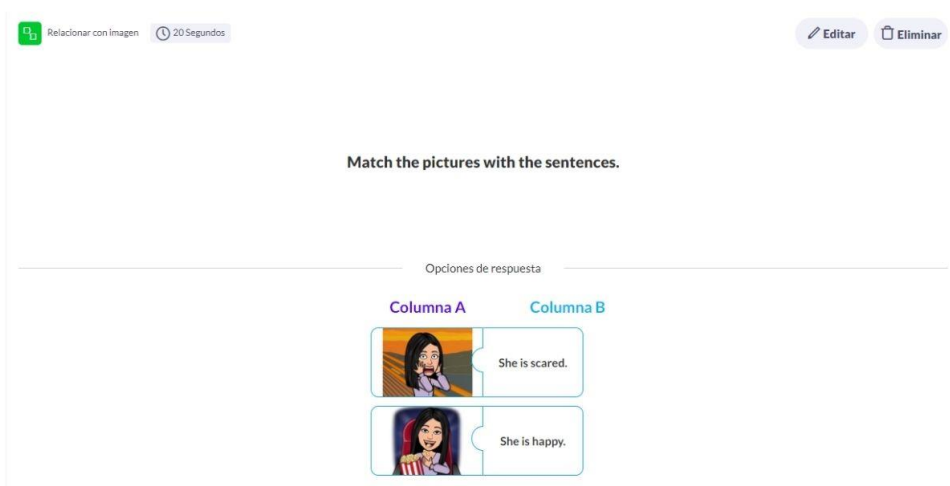 Relacionar con imagen
20 Segundos
Editar
Eliminar
Match the pictures with the sentences.
Opciones de respuesta
Columna A
Columna B
She is scared.
She is happy.